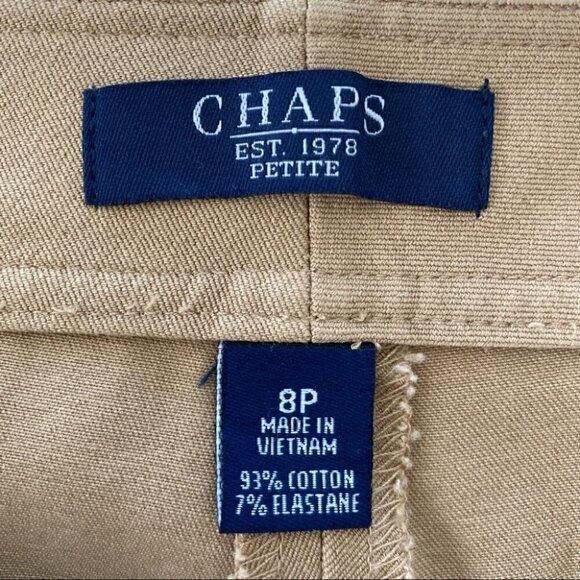 CHAPS
EST. 1978
PETITE
8P
MADE IN
VIETNAM
93% COTTON
7% ELASTANE